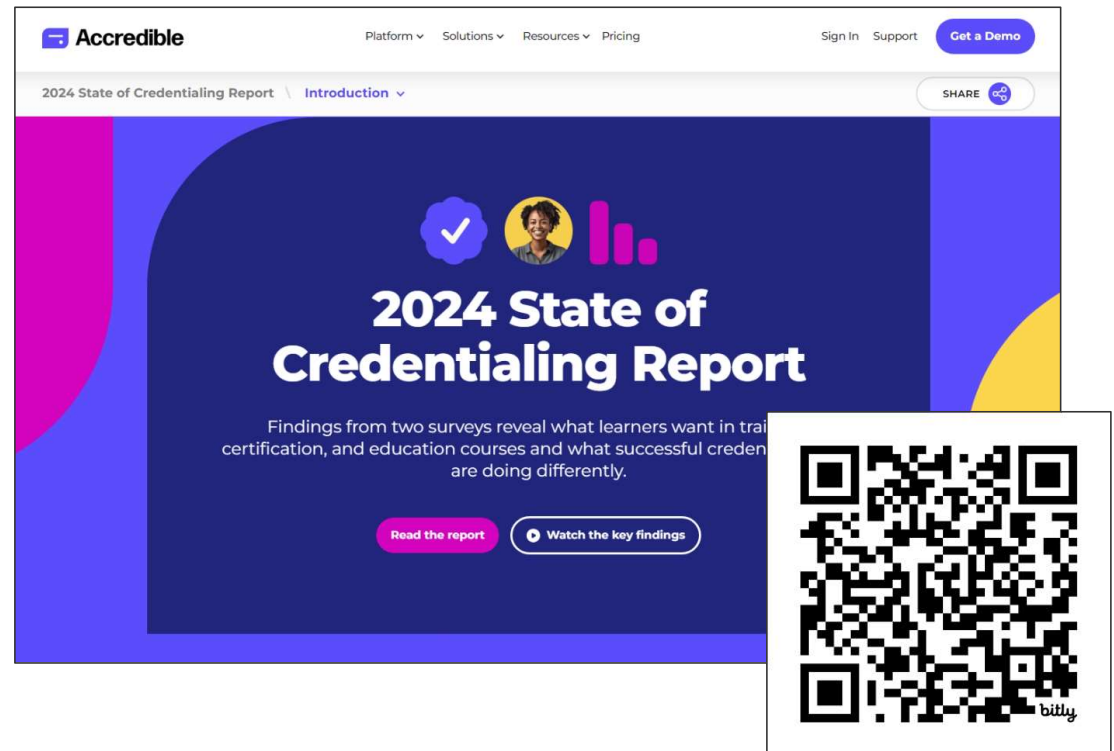 Accredible
Platform Solutions Resources Pricing
Sign In Support Get a Demo
2024 State of Credentialing Report \ Introduction
SHARE
2024 State of
Credentialing Report
Findings from two surveys reveal what learners want in
certification, and education courses and what successful
are doing differently.
Read the report
Watch the key findings
bitly